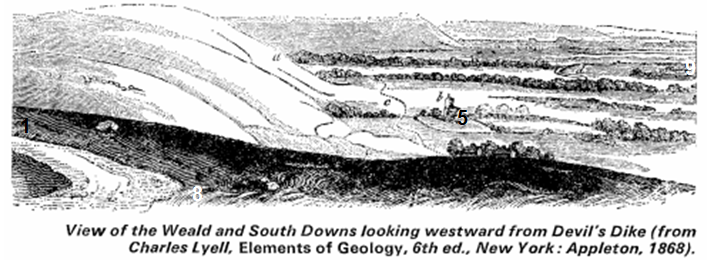 a
c
b
5
1
View of the Weald and South Downs looking westward from Devil's Dike (from
Charles Lyell, Elements of Geology, 6th ed., New York: Appleton, 1868).